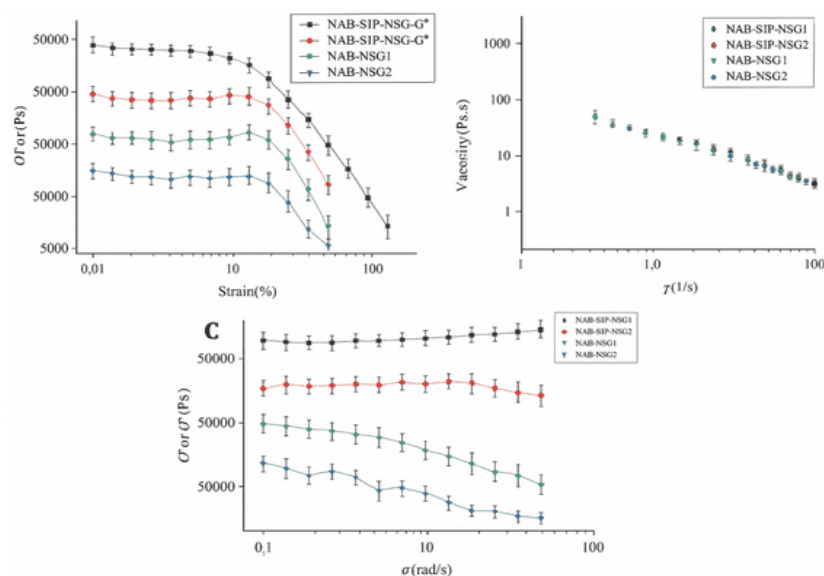 NAB-SIP-NSG-G*
NAB-SIP-NSG-G*
NAB-NSG1
NAB-NSG2
50000
50000
50000
50000
5000
0,01
10
10
100
Strain(%)
NAB-SIP-NSG1
NAB-SIP-NSG2
NAB-NSG1
NAB-NSG2
Vacosity(Ps.s)
1000
100
10
1
1
1,0
100
(1/s)
C
NAB-SIP-NSG1
NAB-SIP-NSG2
NAB-NSG1
NAB-NSG2
or (Ps)
50000
50000
50000
0,1
10
100
σ(rad/s)